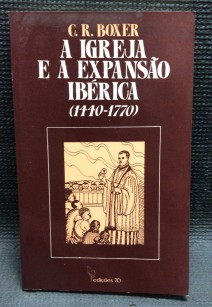 C. R. BOXER
A IGREJA
E A EXPANSÃO
IBÉRICA
(1440-1770)
edições 70